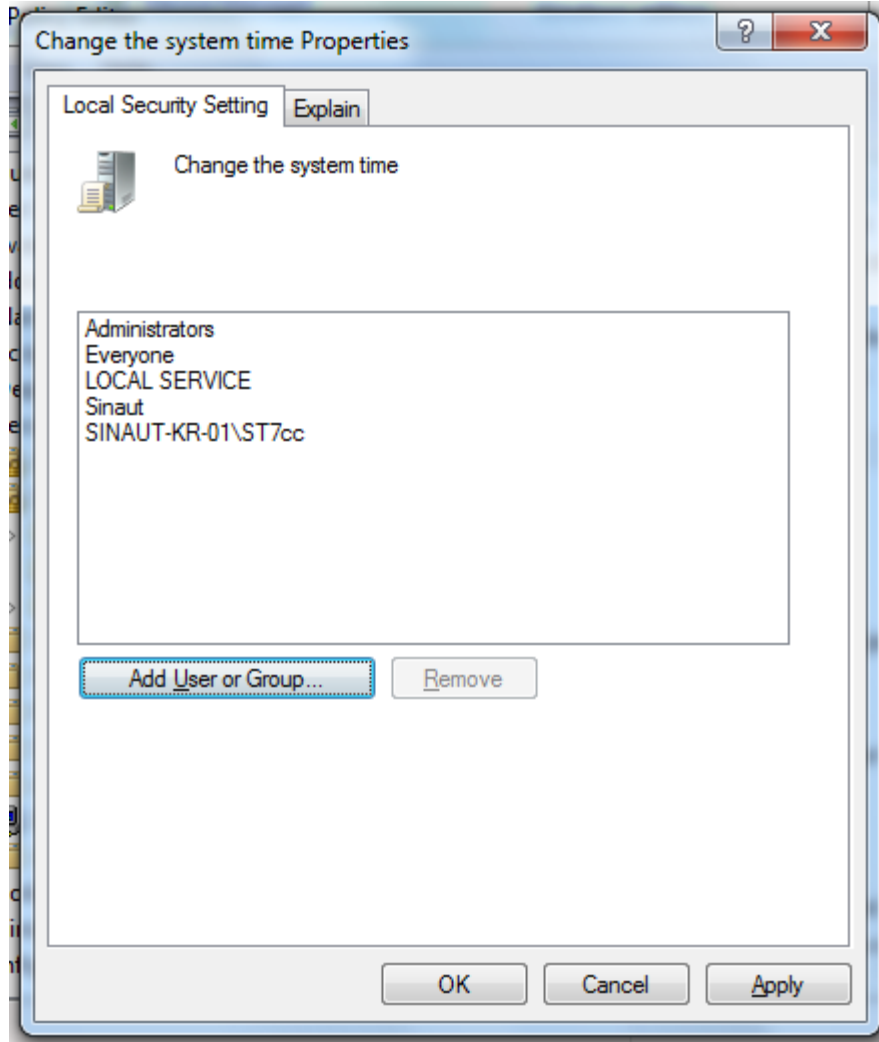 Change the system time Properties
Local Security Setting
Explain
Change the system time
Administrators
Everyone
LOCAL SERVICE
Sinaut
SINAUT-KR-01\ST7cc
Add User or Group...
Remove
OK
Cancel
Apply